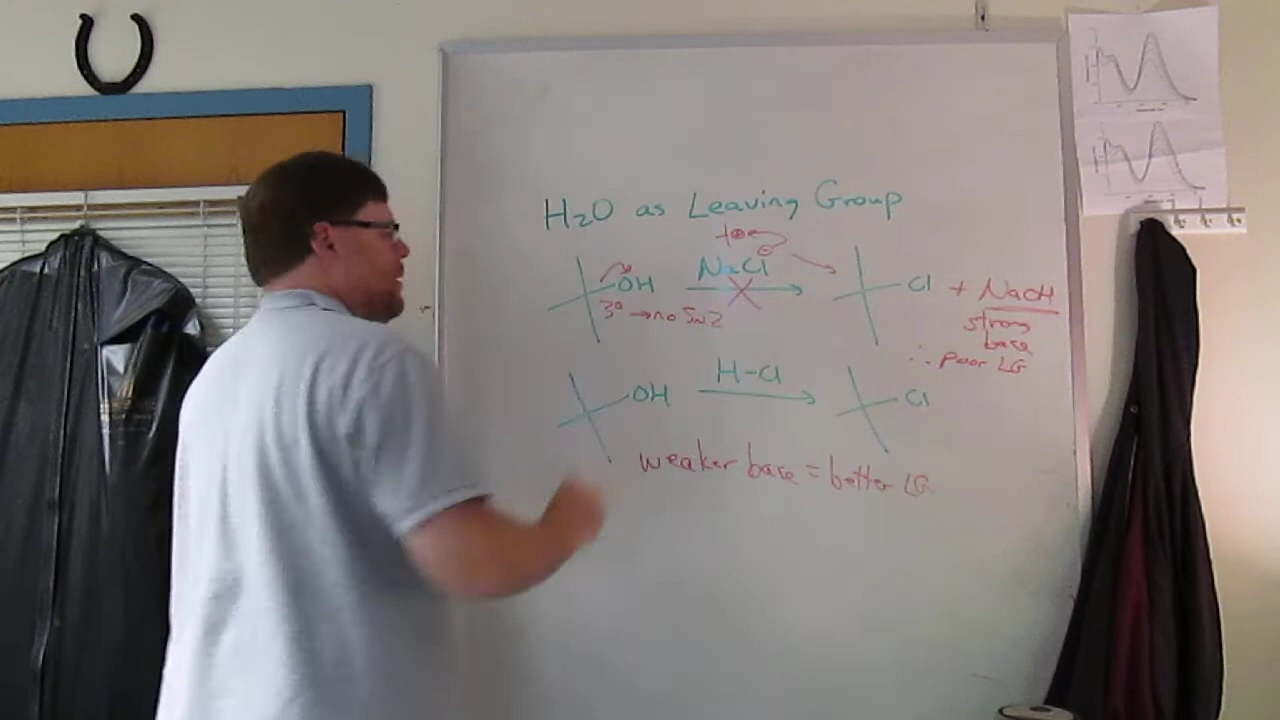 H2O as Leaving Group
OH NaCl Cl + NaOH
3° → no SN2
strong
base
∴ poor LG
OH H-Cl Cl
weaker base = better LG